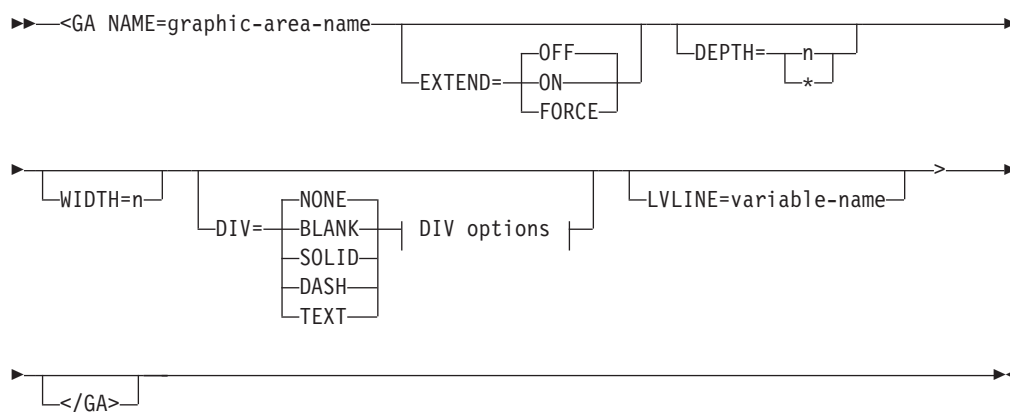 <GA NAME=graphic-area-name
OFF
EXTEND= ON
FORCE
DEPTH= n
*
WIDTH=n
NONE
DIV= BLANK DIV options
SOLID
DASH
TEXT
LVLINE=variable-name >
</GA>